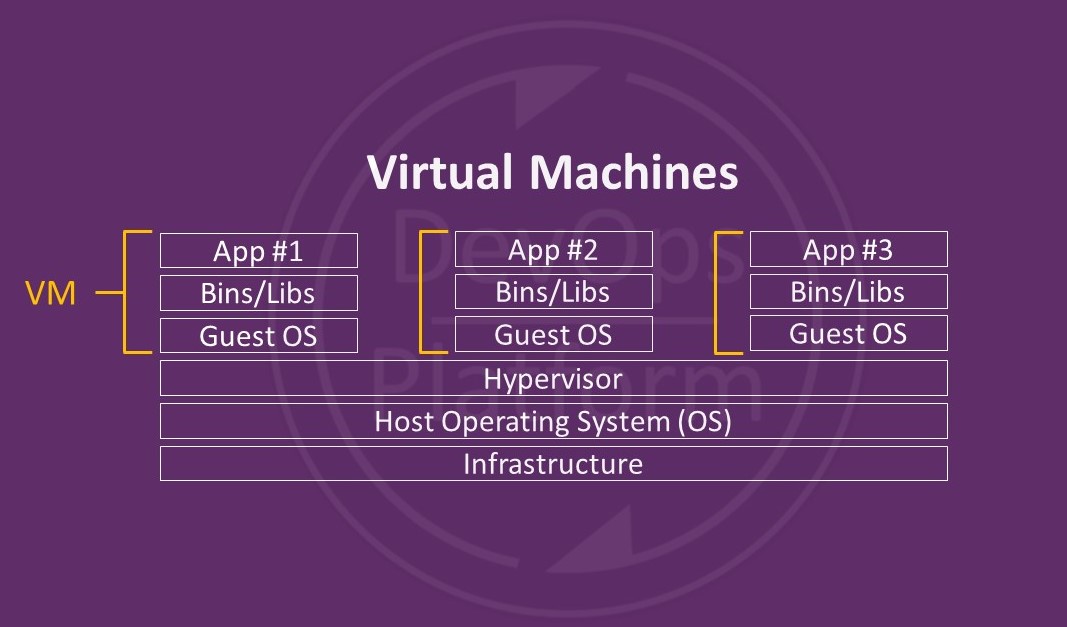 Virtual Machines
DevOps
Platform
VM
App #1
Bins/Libs
Guest OS
App #2
Bins/Libs
Guest OS
App #3
Bins/Libs
Guest OS
Hypervisor
Host Operating System (OS)
Infrastructure